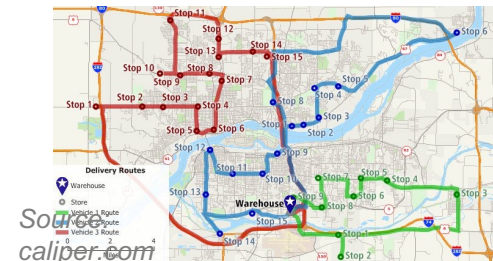 Stop 11
Stop 12
Stop 13
Stop 14
Stop 15
Stop 10
Stop 9
Stop 8
Stop 7
Stop 1
Stop 2
Stop 3
Stop 4
Stop 5
Stop 6
Stop 6
Stop 5
Stop 4
Stop 8
Stop 3
Stop 2
Stop 12
Stop 9
Stop 11
Stop 13
Stop 15
Stop 14
Warehouse
Stop 7
Stop 5
Stop 4
Stop 6
Stop 3
Stop 8
Stop 1
Stop 2
Delivery Routes
Warehouse
Store
Vehicle 1 Route
Vehicle 3 Route
0 2 4
Source:
caliper.com